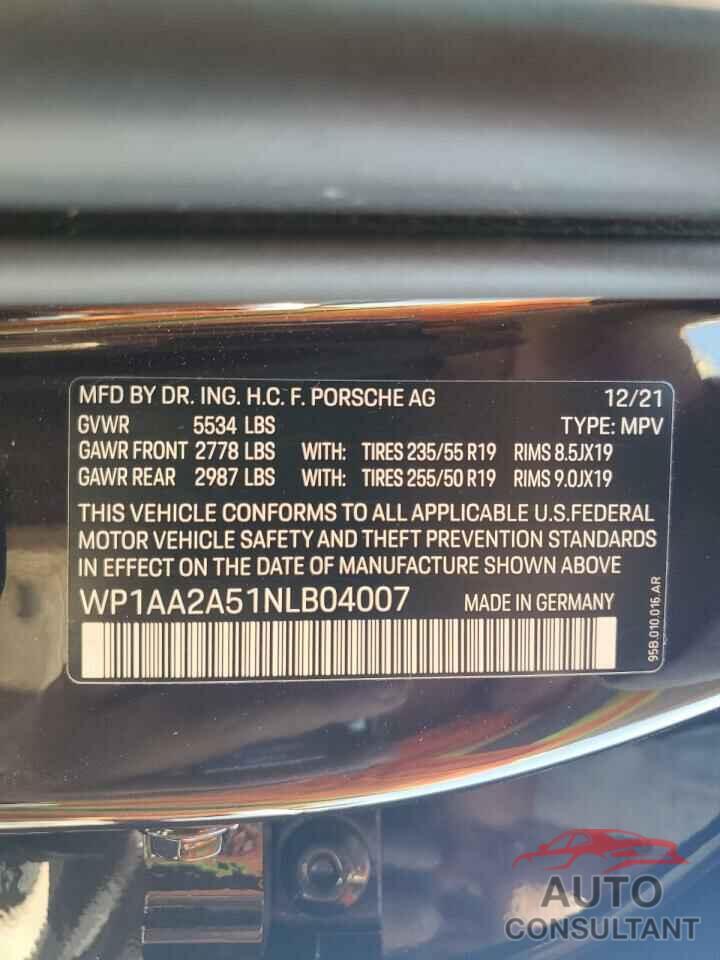 MFD BY DR. ING. H.C. F. PORSCHE AG 12/21
GVWR 5534 LBS TYPE: MPV
GAWR FRONT 2778 LBS WITH: TIRES 235/55 R19 RIMS 8.5JX19
GAWR REAR 2987 LBS WITH: TIRES 255/50 R19 RIMS 9.0JX19
THIS VEHICLE CONFORMS TO ALL APPLICABLE U.S.FEDERAL
MOTOR VEHICLE SAFETY AND THEFT PREVENTION STANDARDS
IN EFFECT ON THE DATE OF MANUFACTURE SHOWN ABOVE
WP1AA2A51NLB04007 MADE IN GERMANY
95B.010.016.AR
AUTO
CONSULTANT